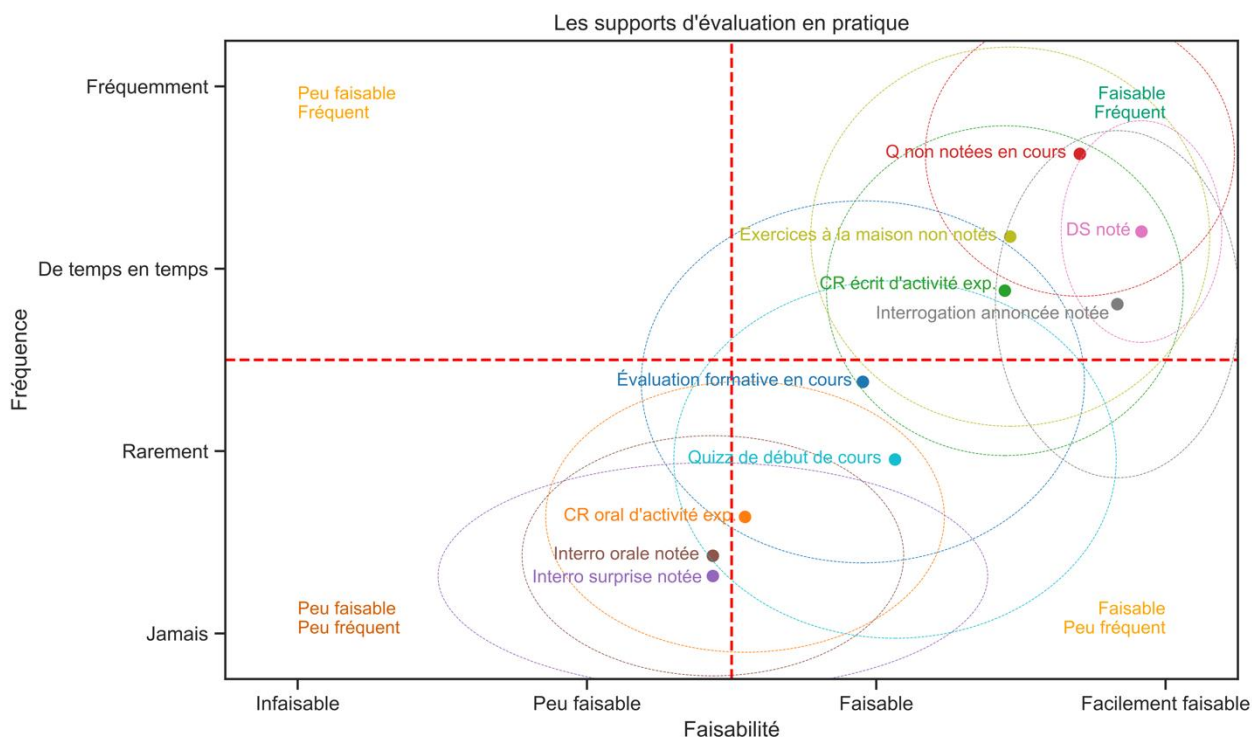 Les supports d'évaluation en pratique
Fréquemment
Peu faisable
Fréquent
Faisable
Fréquent
Q non notées en cours
DS noté
Exercices à la maison non notés
De temps en temps
CR écrit d'activité exp.
Interrogation annoncée notée
Fréquence
Évaluation formative en cours
Rarement
Quizz de début de cours
CR oral d'activité exp.
Interro orale notée
Interro surprise notée
Peu faisable
Peu fréquent
Faisable
Peu fréquent
Jamais
Infaisable
Peu faisable
Faisable
Facilement faisable
Faisabilité